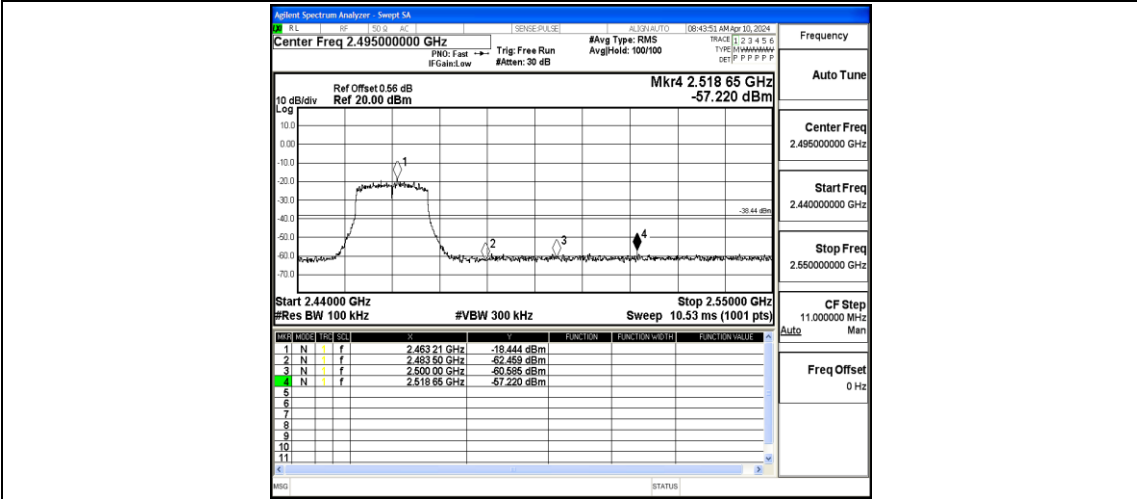 Agilent Spectrum Analyzer - Swept SA
RL RF 50 Ω AC SENSE:PULSE ALIGN AUTO 08:43:51 AM Apr 10, 2024
Center Freq 2.495000000 GHz
PNO: Fast
IFGain:Low
Trig: Free Run
#Atten: 30 dB
#Avg Type: RMS
Avg|Hold: 100/100
TRACE 1 2 3 4 5 6
TYPE M
DET P P P P P P
Mkr4 2.518 65 GHz
-57.220 dBm
Ref Offset 0.56 dB
Ref 20.00 dBm
10 dB/div
Log
10.0
0.00
-10.0
-20.0
-30.0
-40.0
-50.0
-60.0
-70.0
1
2
3
4
-38.44 dBm
Start 2.44000 GHz Stop 2.55000 GHz
#Res BW 100 kHz #VBW 300 kHz Sweep 10.53 ms (1001 pts)
MKR MODE TRC SCL X Y FUNCTION FUNCTION WIDTH FUNCTION VALUE
1 N 1 f 2.463 21 GHz -18.444 dBm
2 N 1 f 2.483 50 GHz -62.459 dBm
3 N 1 f 2.500 00 GHz -60.585 dBm
4 N 1 f 2.518 65 GHz -57.220 dBm
5
6
7
8
9
10
11
MSG STATUS
Frequency
Auto Tune
Center Freq
2.495000000 GHz
Start Freq
2.440000000 GHz
Stop Freq
2.550000000 GHz
CF Step
11.000000 MHz
Auto Man
Freq Offset
0 Hz